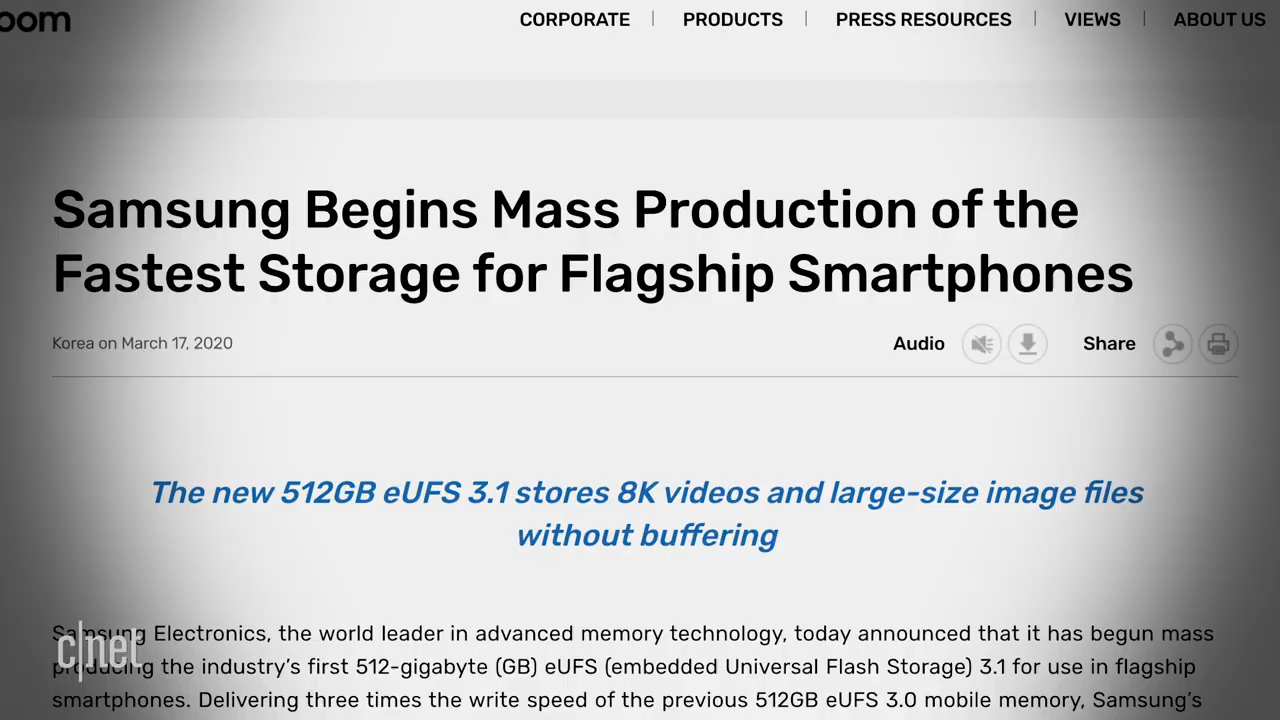 oom
CORPORATE | PRODUCTS | PRESS RESOURCES | VIEWS | ABOUT US
Samsung Begins Mass Production of the
Fastest Storage for Flagship Smartphones
Korea on March 17, 2020
Audio
Share
The new 512GB eUFS 3.1 stores 8K videos and large-size image files
without buffering
Samsung Electronics, the world leader in advanced memory technology, today announced that it has begun mass
producing the industry's first 512-gigabyte (GB) eUFS (embedded Universal Flash Storage) 3.1 for use in flagship
smartphones. Delivering three times the write speed of the previous 512GB eUFS 3.0 mobile memory, Samsung's
c|net